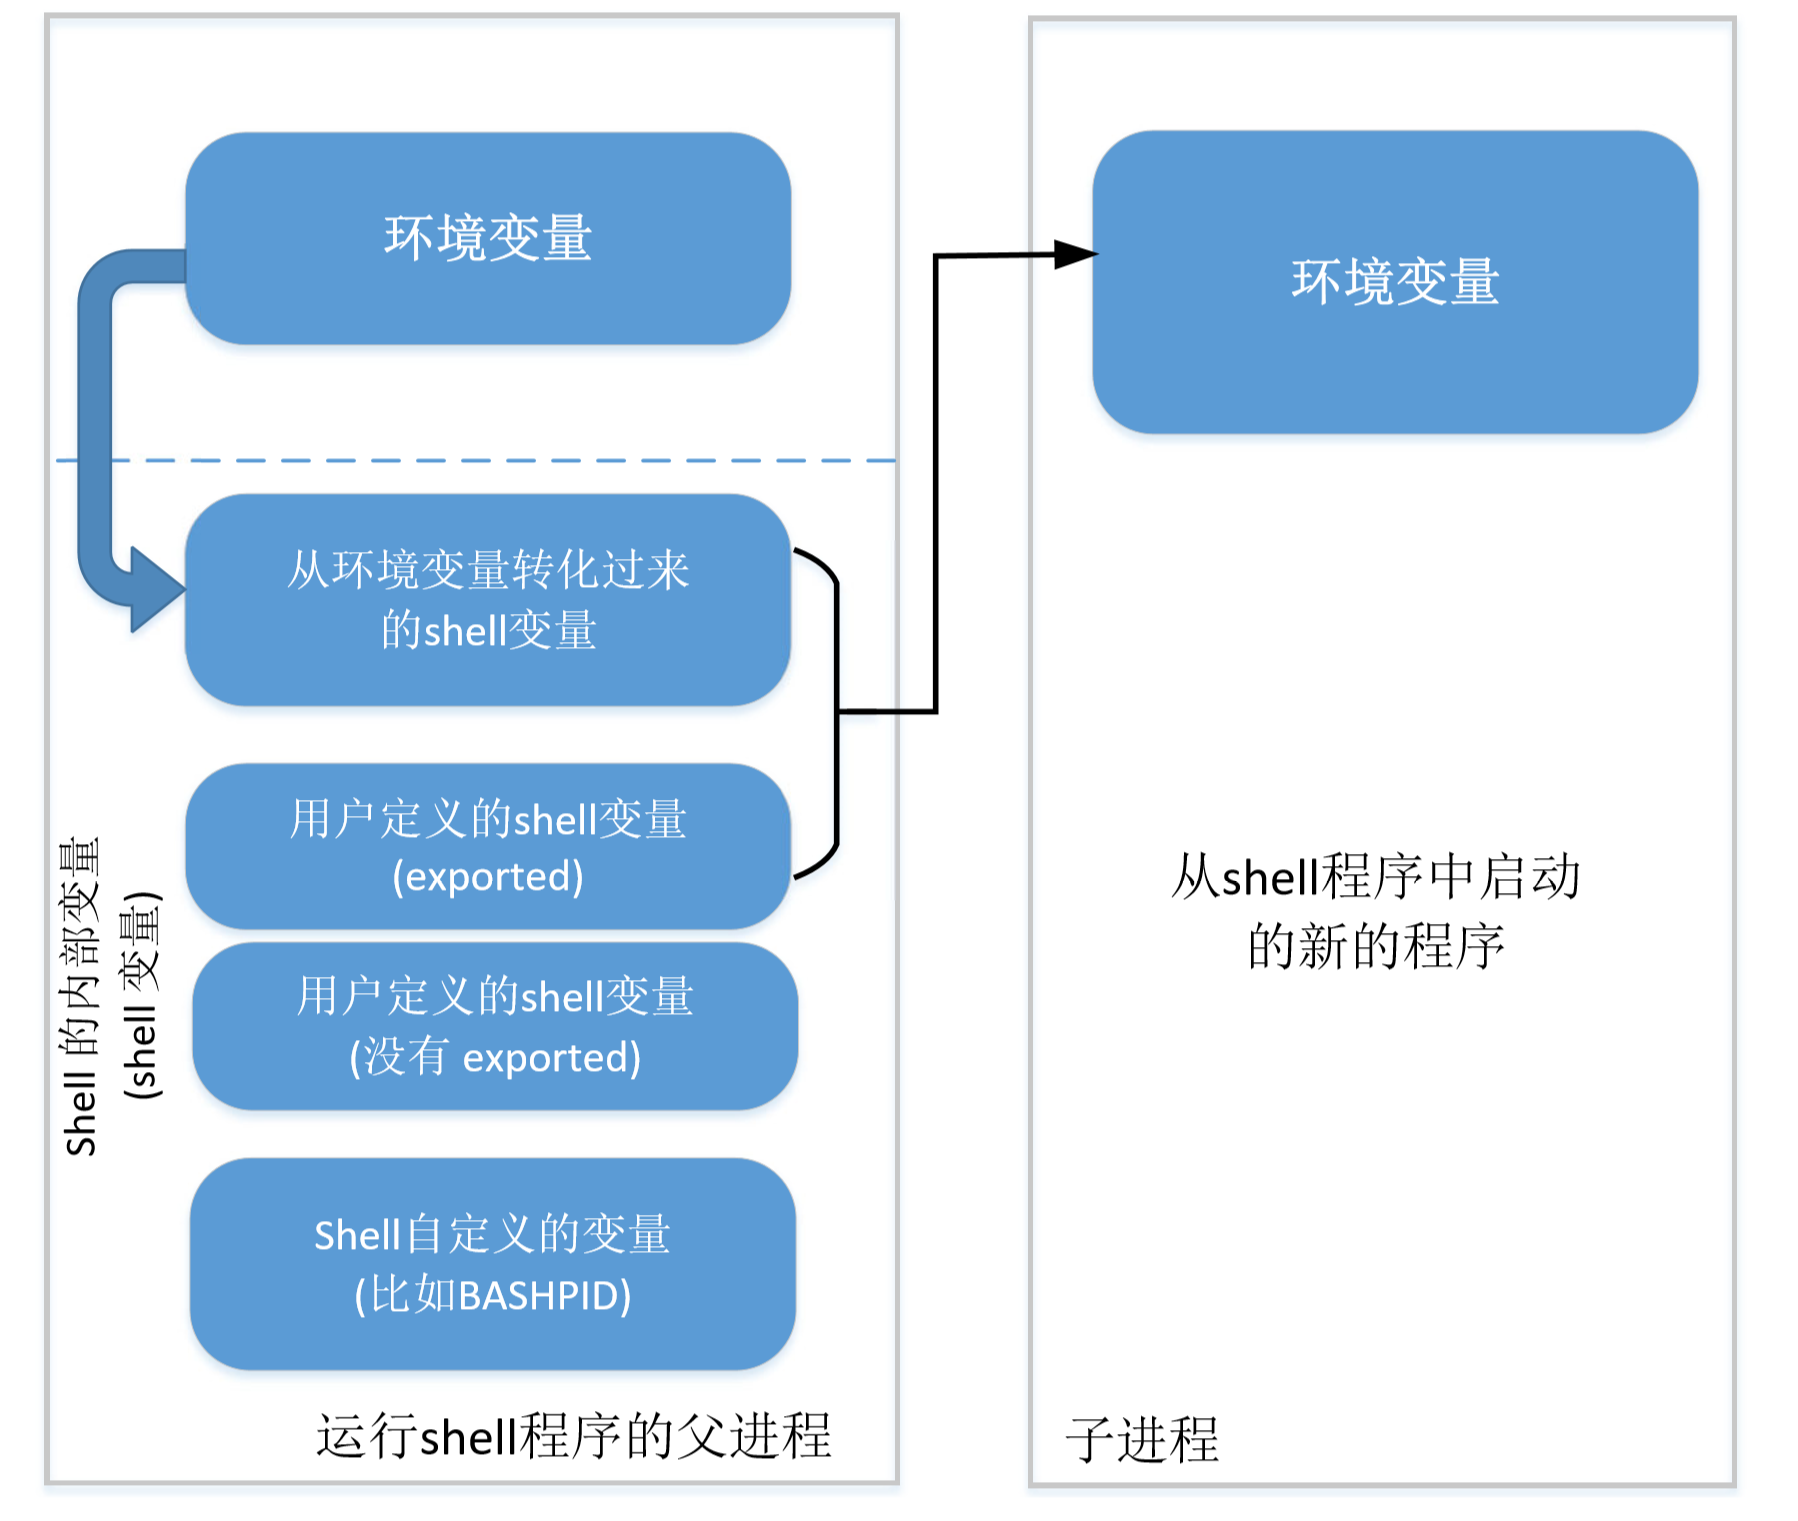 环境变量
从环境变量转化过来
的shell变量
用户定义的shell变量
(exported)
用户定义的shell变量
(没有 exported)
Shell自定义的变量
(比如BASHPID)
Shell 的内部变量
(shell 变量)
运行shell程序的父进程
环境变量
从shell程序中启动
的新的程序
子进程